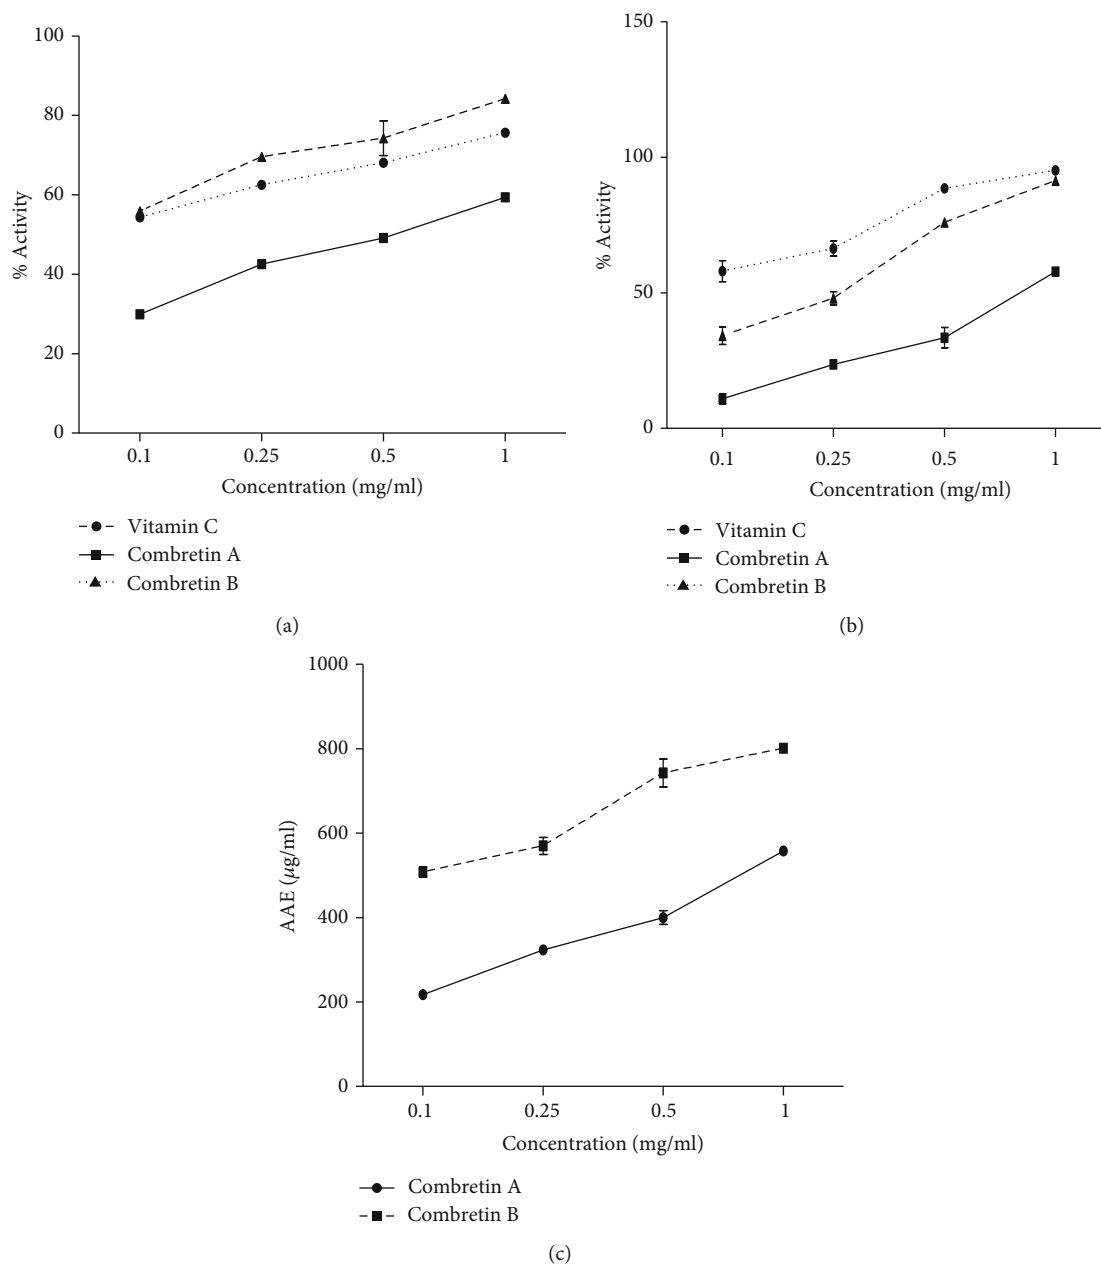 100
80
60
40
20
0
% Activity
0.1 0.25 0.5 1
Concentration (mg/ml)
Vitamin C
Combretin A
Combretin B
(a)
150
100
50
0
% Activity
0.1 0.25 0.5 1
Concentration (mg/ml)
Vitamin C
Combretin A
Combretin B
(b)
1000
800
600
400
200
0
AAE (μg/ml)
0.1 0.25 0.5 1
Concentration (mg/ml)
Combretin A
Combretin B
(c)